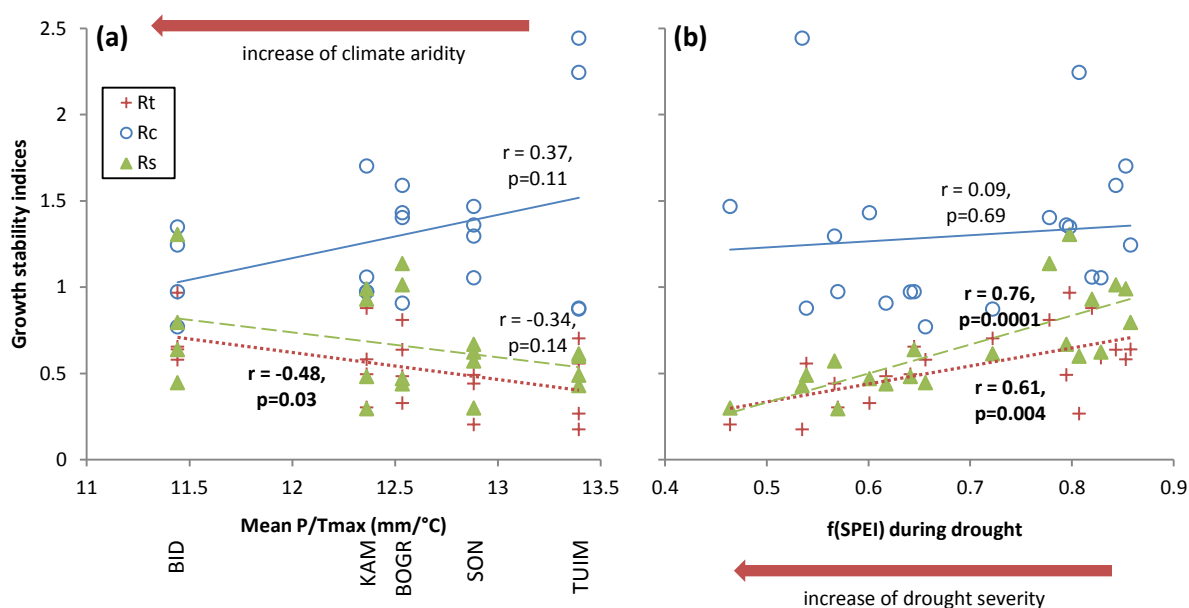 (a)
increase of climate aridity
Rt
Rc
Rs
r = 0.37,
p=0.11
r = -0.34,
p=0.14
r = -0.48,
p=0.03
Growth stability indices
2.5
2
1.5
1
0.5
0
11
11.5
12
12.5
13
13.5
Mean P/Tmax (mm/°C)
BID
KAM
BOGR
SON
TUIM
(b)
r = 0.09,
p=0.69
r = 0.76,
p=0.0001
r = 0.61,
p=0.004
0.4
0.5
0.6
0.7
0.8
0.9
f(SPEI) during drought
increase of drought severity